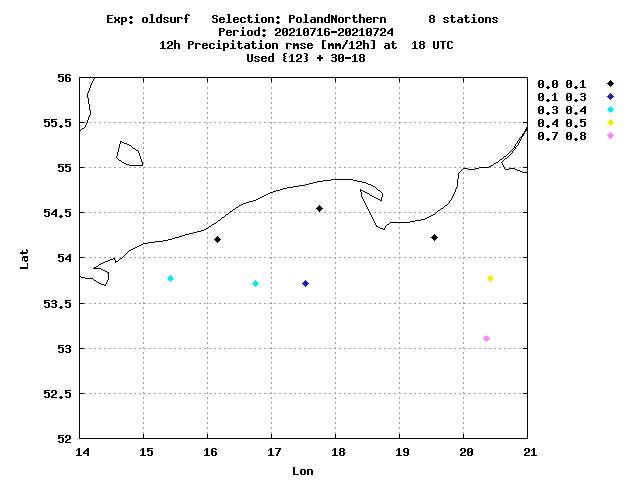 Exp: oldsurf   Selection: PolandNorthern      8 stations
Period: 20210716-20210724
12h Precipitation rmse [mm/12h] at  18 UTC
Used {12} + 30-18
56
55.5
55
54.5
54
53.5
53
52.5
52
Lat
14 15 16 17 18 19 20 21
Lon
0.0 0.1
0.1 0.3
0.3 0.4
0.4 0.5
0.7 0.8